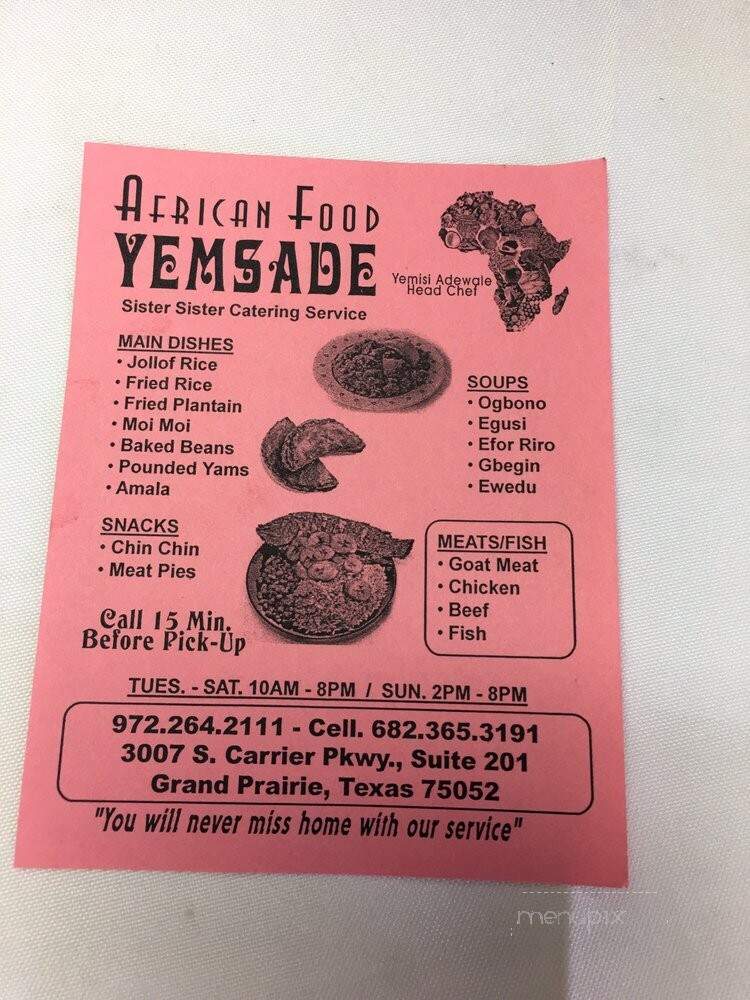 AFRICAN FOOD
YEMSADE
Sister Sister Catering Service
Yemisi Adewale
Head Chef
MAIN DISHES
• Jollof Rice
• Fried Rice
• Fried Plantain
• Moi Moi
• Baked Beans
• Pounded Yams
• Amala
SOUPS
• Ogbono
• Egusi
• Efor Riro
• Gbegin
• Ewedu
SNACKS
• Chin Chin
• Meat Pies
MEATS/FISH
• Goat Meat
• Chicken
• Beef
• Fish
Call 15 Min.
Before Pick-Up
TUES. - SAT. 10AM - 8PM / SUN. 2PM - 8PM
972.264.2111 - Cell. 682.365.3191
3007 S. Carrier Pkwy., Suite 201
Grand Prairie, Texas 75052
"You will never miss home with our service"
menupix